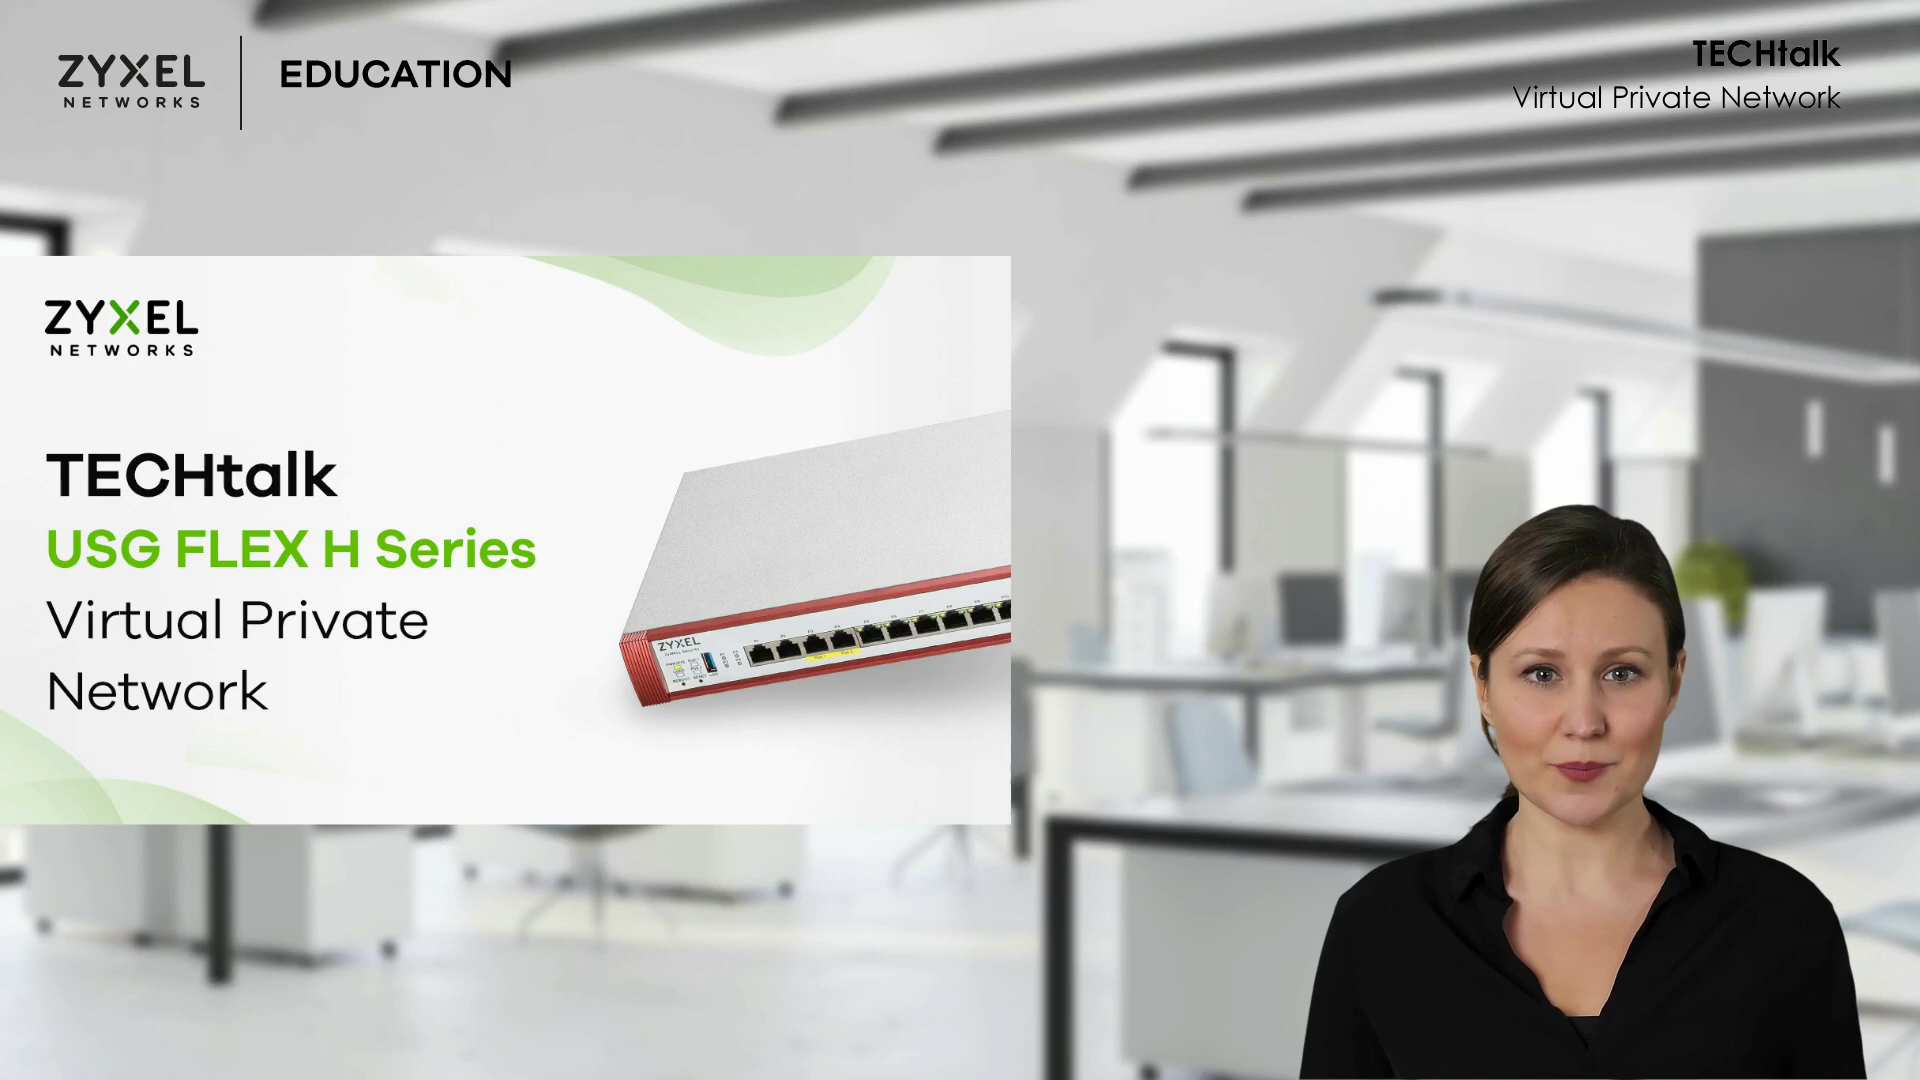 ZYXEL
NETWORKS
EDUCATION
TECHtalk
Virtual Private Network
ZYXEL
NETWORKS
TECHtalk
USG FLEX H Series
Virtual Private
Network
ZYXEL